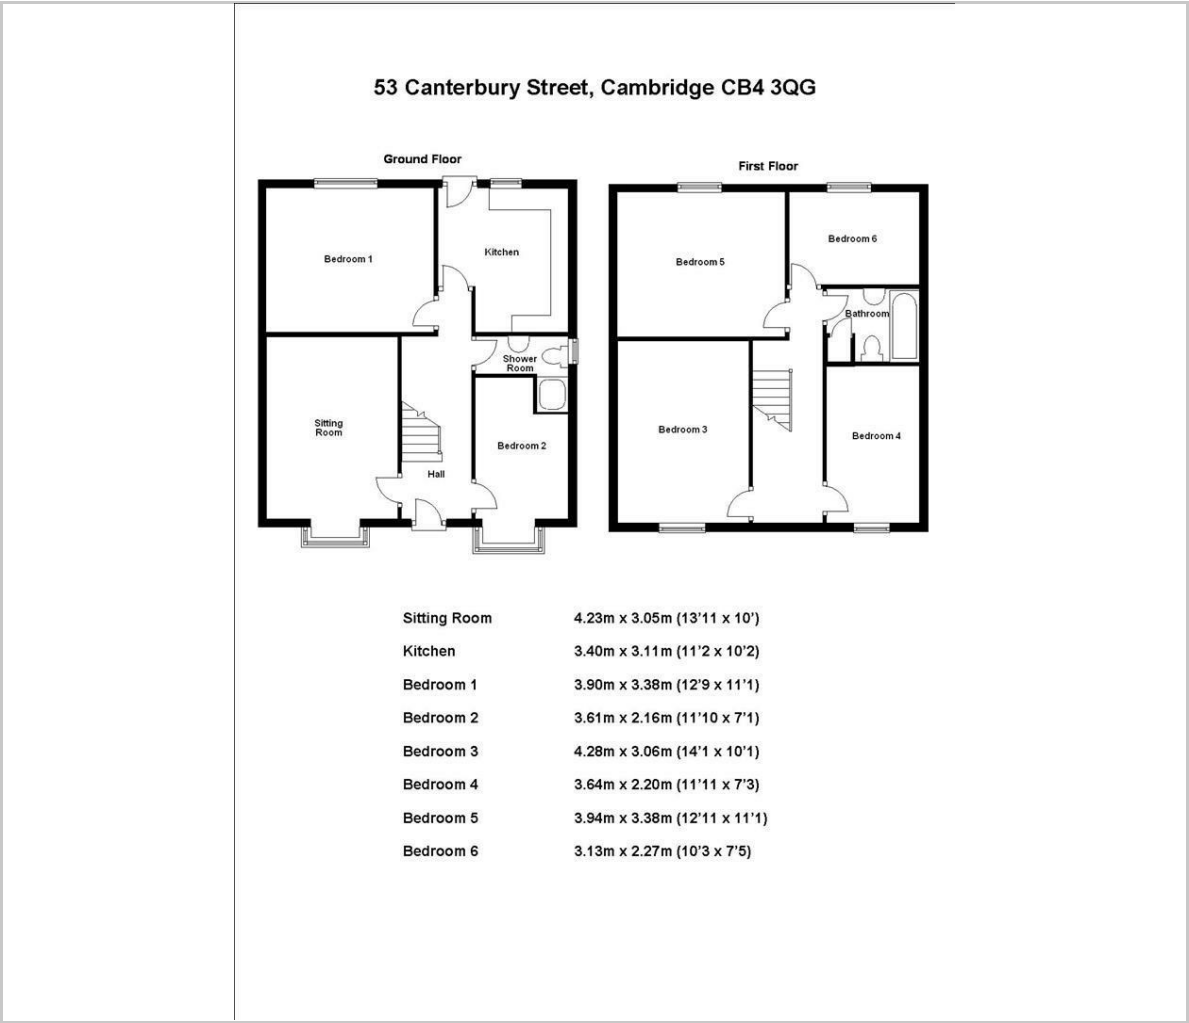 53 Canterbury Street, Cambridge CB4 3QG
Ground Floor
First Floor
Bedroom 1
Kitchen
Shower
Room
Sitting
Room
Bedroom 2
Hall
Bedroom 5
Bedroom 6
Bathroom
Bedroom 3
Bedroom 4
Sitting Room 4.23m x 3.05m (13'11 x 10')
Kitchen 3.40m x 3.11m (11'2 x 10'2)
Bedroom 1 3.90m x 3.38m (12'9 x 11'1)
Bedroom 2 3.61m x 2.16m (11'10 x 7'1)
Bedroom 3 4.28m x 3.06m (14'1 x 10'1)
Bedroom 4 3.64m x 2.20m (11'11 x 7'3)
Bedroom 5 3.94m x 3.38m (12'11 x 11'1)
Bedroom 6 3.13m x 2.27m (10'3 x 7'5)